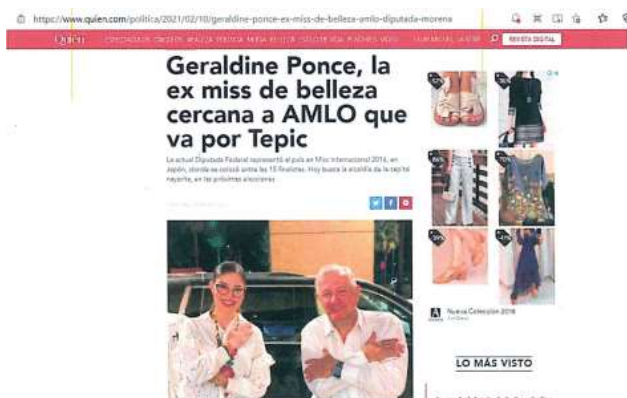 https://www.quien.com/politica/2021/02/10/geraldine-ponce-ex-miss-de-belleza-amlo-diputada-morena
Quién
REVISTA DIGITAL
Geraldine Ponce, la
ex miss de belleza
cercana a AMLO que
va por Tepic
La actual Diputada Federal representó al país en Miss Internacional 2016, en
Japón, donde se colocó entre las 15 finalistas. Hoy busca la alcaldía de la capital
nayarita, en las próximas elecciones
Nueva Colección 2018
LO MÁS VISTO